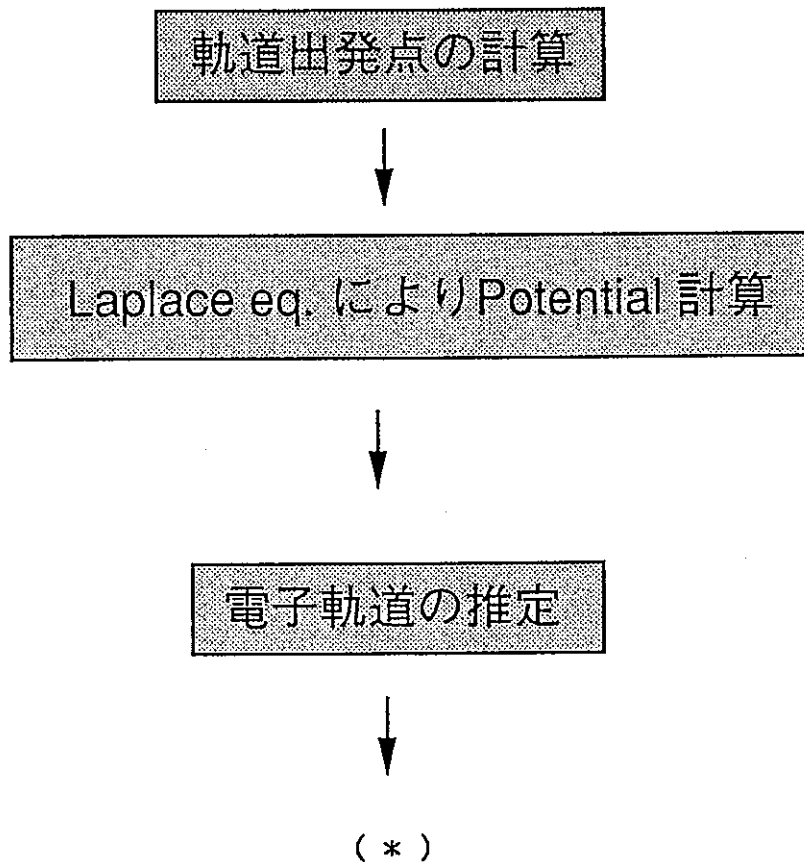 軌道出発点の計算
Laplace eq. によりPotential 計算
電子軌道の推定
( * )